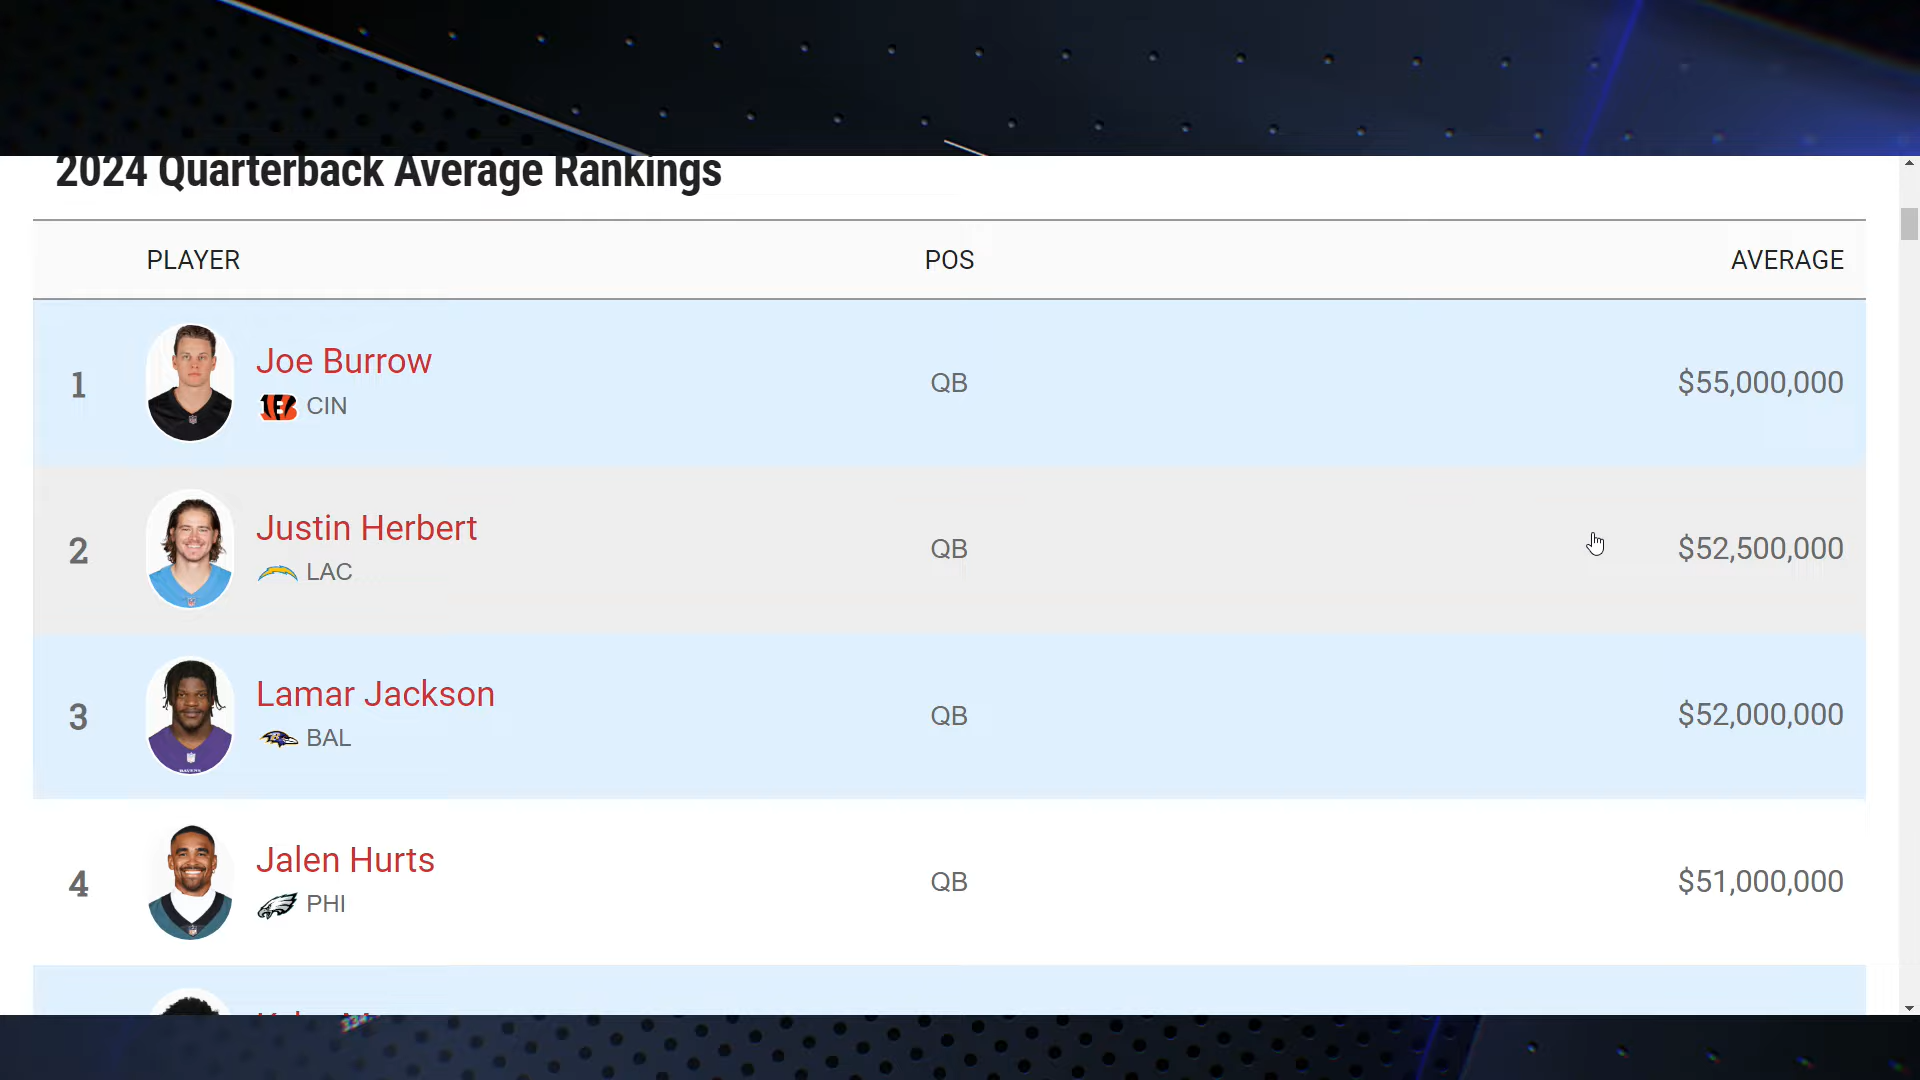 2024 Quarterback Average Rankings
PLAYER POS AVERAGE
1 Joe Burrow QB $55,000,000
CIN
2 Justin Herbert QB $52,500,000
LAC
3 Lamar Jackson QB $52,000,000
BAL
4 Jalen Hurts QB $51,000,000
PHI